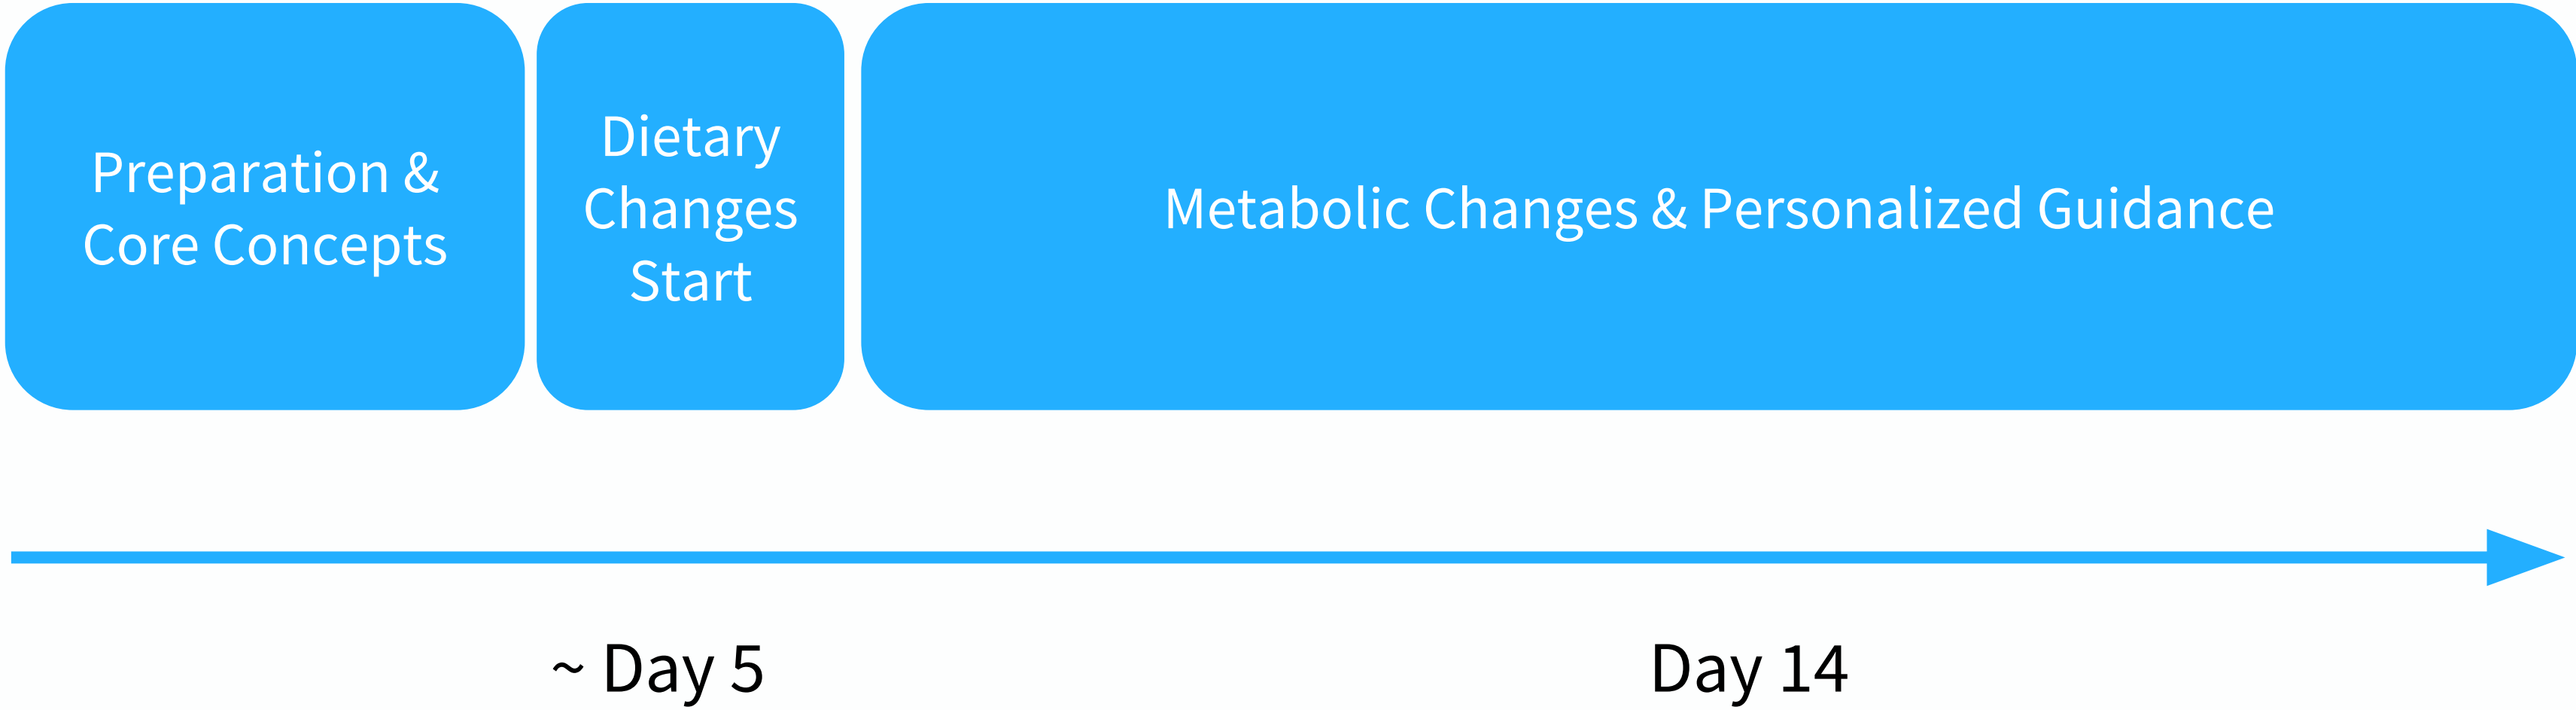 Preparation &
Core Concepts
Dietary
Changes
Start
Metabolic Changes & Personalized Guidance
~ Day 5
Day 14